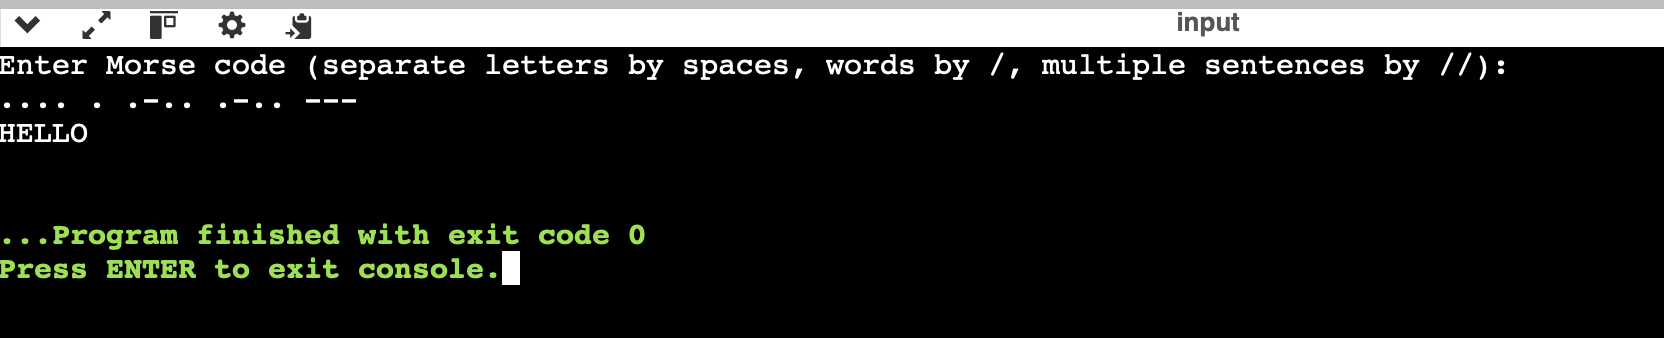 input
Enter Morse code (separate letters by spaces, words by /, multiple sentences by //):
.... . .-.. .-.. ---
HELLO
...Program finished with exit code 0
Press ENTER to exit console.